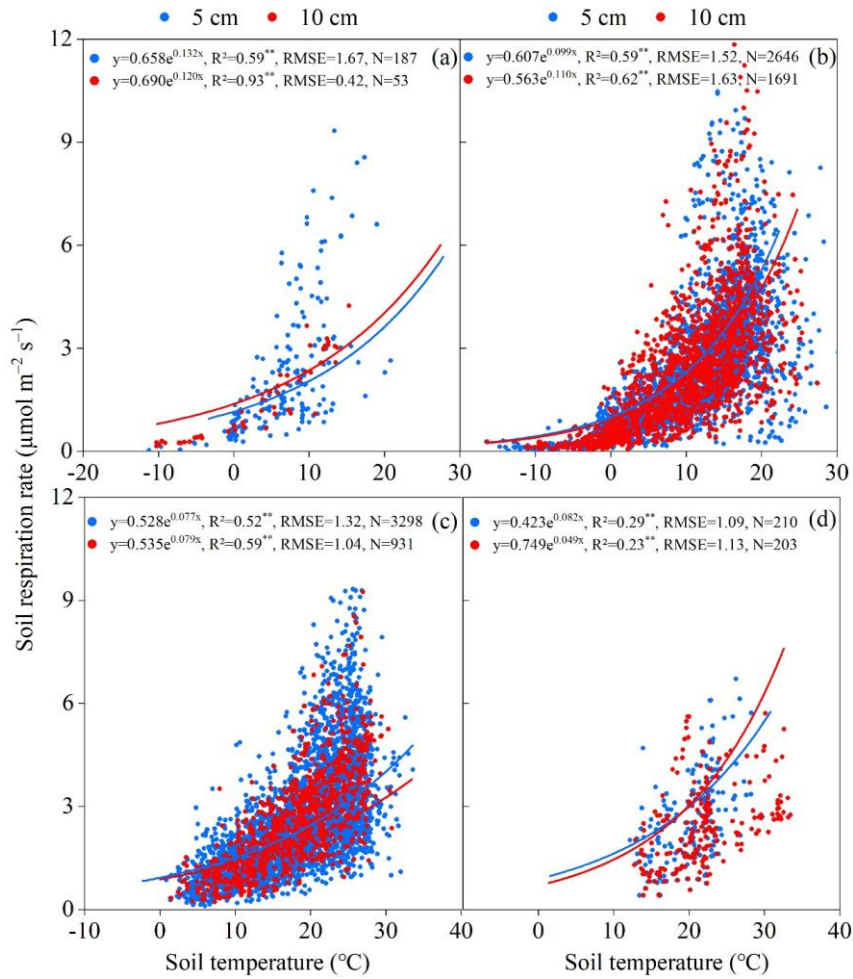 5 cm 10 cm 5 cm 10 cm
12
y=0.658e^0.132x, R²=0.59**, RMSE=1.67, N=187 (a)
y=0.690e^0.120x, R²=0.93**, RMSE=0.42, N=53
y=0.607e^0.099x, R²=0.59**, RMSE=1.52, N=2646 (b)
y=0.563e^0.110x, R²=0.62**, RMSE=1.63, N=1691
9
6
3
0
-20 -10 0 10 20 30 -20 -10 0 10 20 30
Soil respiration rate (μmol m⁻² s⁻¹)
12
y=0.528e^0.077x, R²=0.52**, RMSE=1.32, N=3298 (c)
y=0.535e^0.079x, R²=0.59**, RMSE=1.04, N=931
y=0.423e^0.082x, R²=0.29**, RMSE=1.09, N=210 (d)
y=0.749e^0.049x, R²=0.23**, RMSE=1.13, N=203
9
6
3
0
-10 0 10 20 30 40 0 10 20 30 40
Soil temperature (℃) Soil temperature (℃)